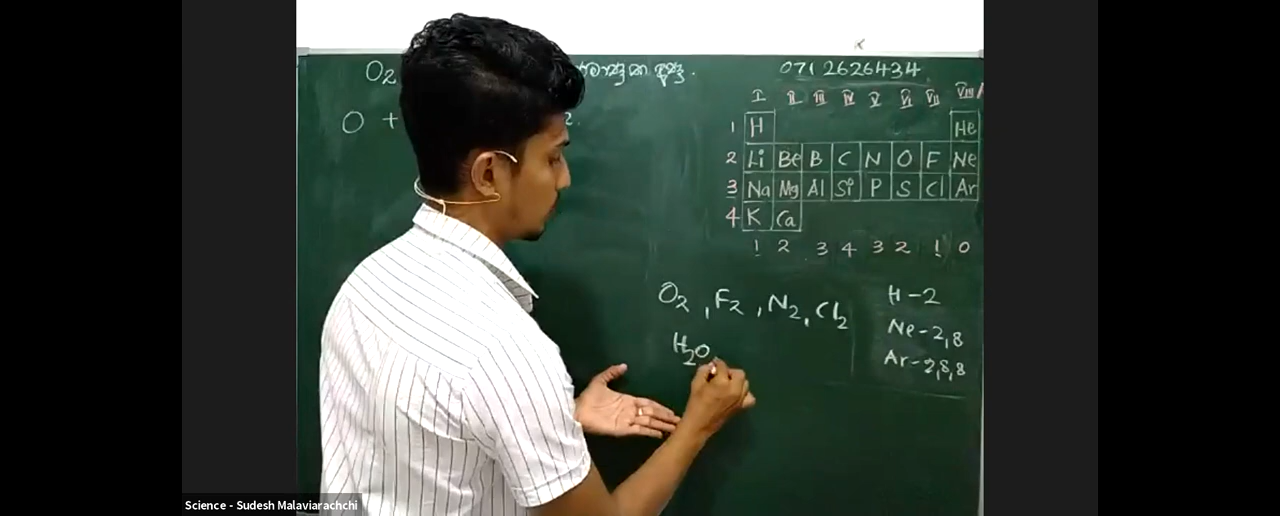 O2
071 2626434
O + 2.
I II III IV V VI VII VIII/
1 H He
2 Li Be B C N O F Ne
3 Na Mg Al Si P S Cl Ar
4 K Ca
1 2 3 4 3 2 1 0
O2, F2, N2, Cl2
H2O
H-2
Ne-2,8
Ar-2,8,8
Science - Sudesh Malaviarachchi